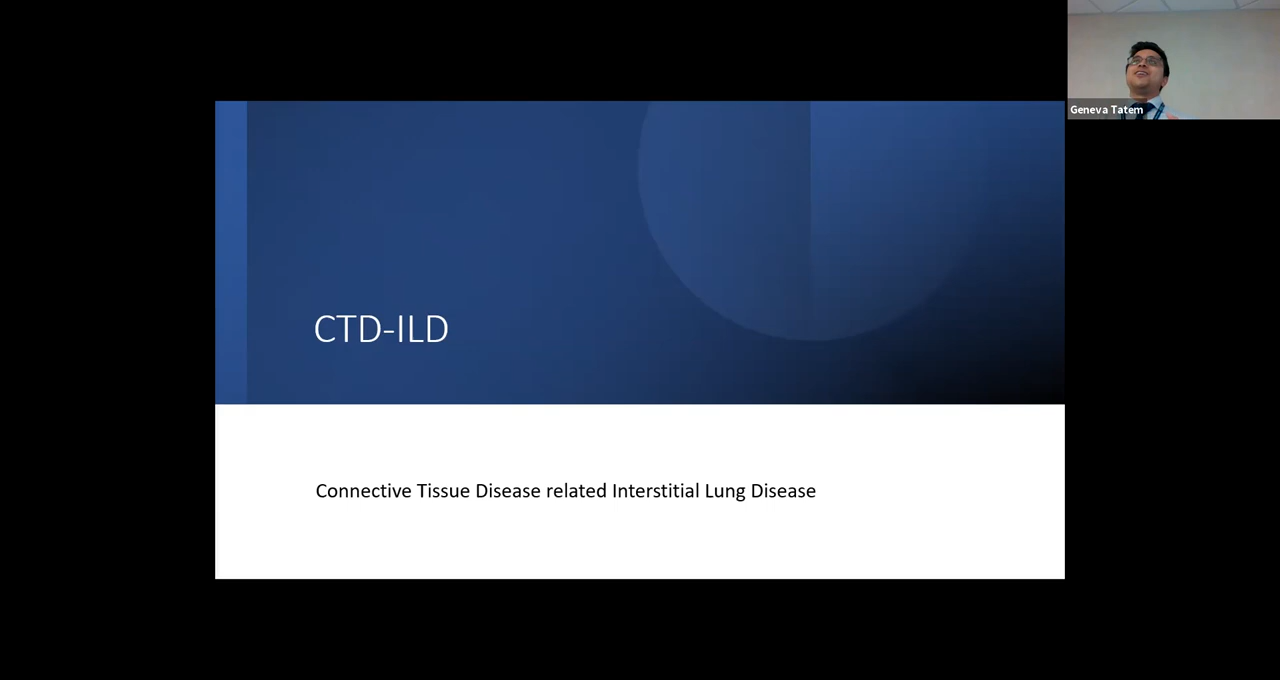 Geneva Tatem
CTD-ILD
Connective Tissue Disease related Interstitial Lung Disease